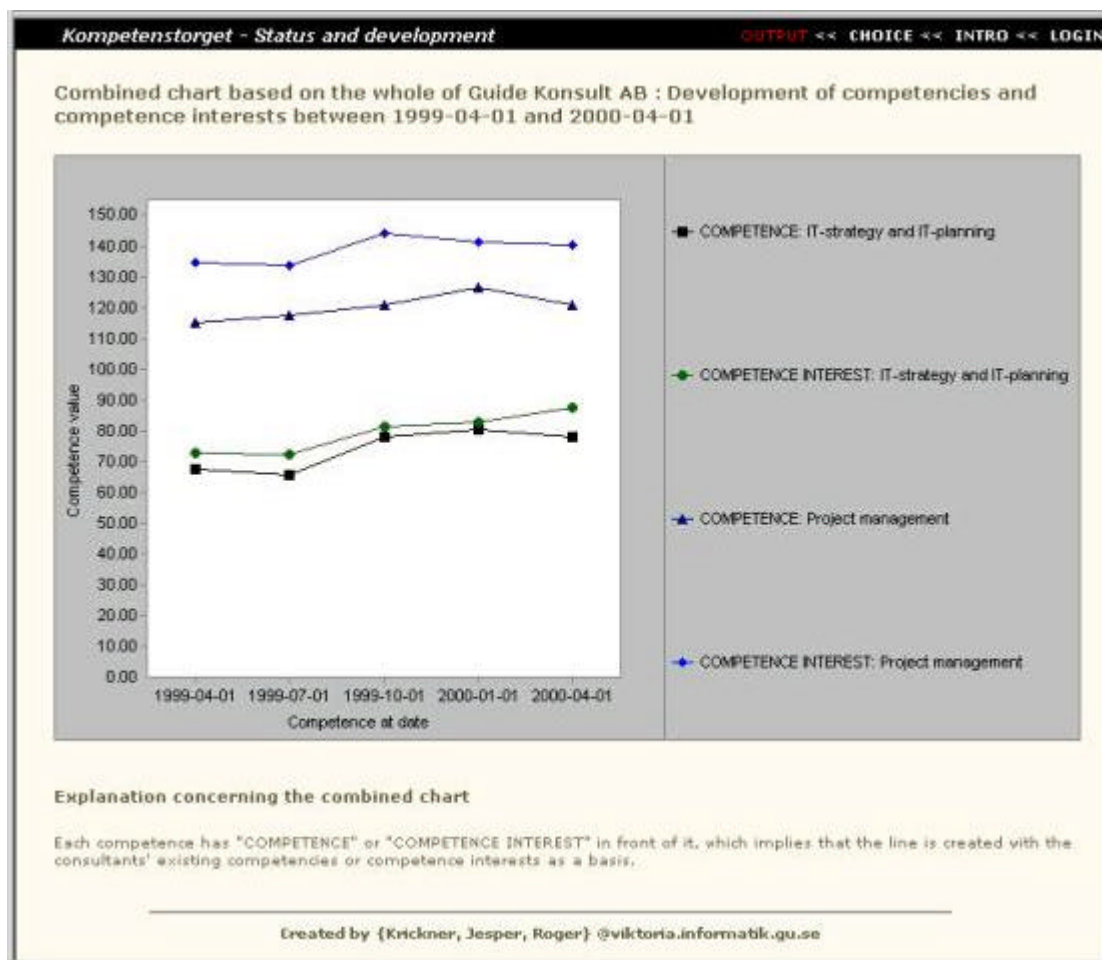 Kompetenstorget - Status and development
OUTPUT << CHOICE << INTRO << LOGIN
Combined chart based on the whole of Guide Konsult AB : Development of competencies and
competence interests between 1999-04-01 and 2000-04-01
150.00
140.00
130.00
120.00
110.00
100.00
90.00
80.00
70.00
60.00
50.00
40.00
30.00
20.00
10.00
0.00
Competence value
1999-04-01 1999-07-01 1999-10-01 2000-01-01 2000-04-01
Competence at date
COMPETENCE: IT-strategy and IT-planning
COMPETENCE INTEREST: IT-strategy and IT-planning
COMPETENCE: Project management
COMPETENCE INTEREST: Project management
Explanation concerning the combined chart
Each competence has "COMPETENCE" or "COMPETENCE INTEREST" in front of it, which implies that the line is created with the
consultants' existing competencies or competence interests as a basis.
Created by {Krickner, Jesper, Roger} @viktoria.informatik.gu.se